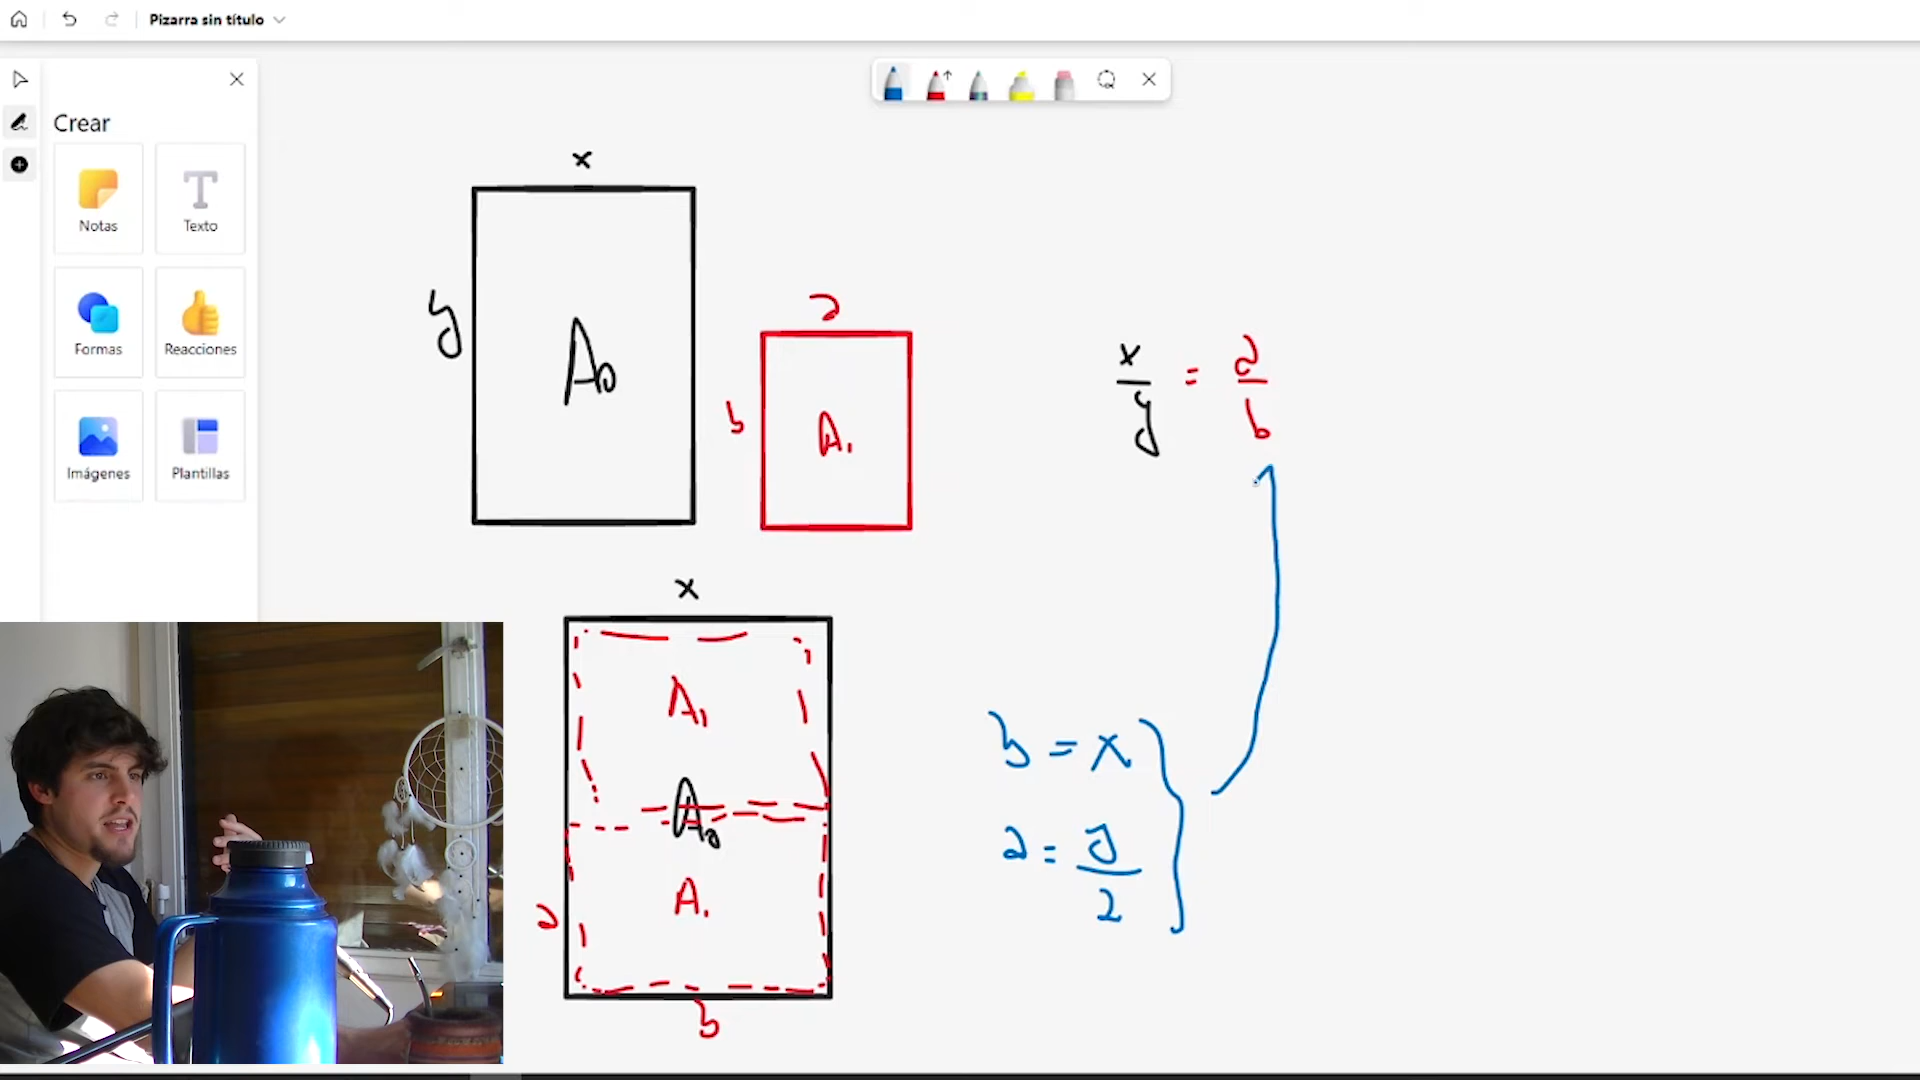 Pizarra sin título
Crear
Notas
Texto
Formas
Reacciones
Imágenes
Plantillas
x
y
A0
a
b
A1
x/y = a/b
x
A1
A0
A1
a
b
b = x
a = y/2